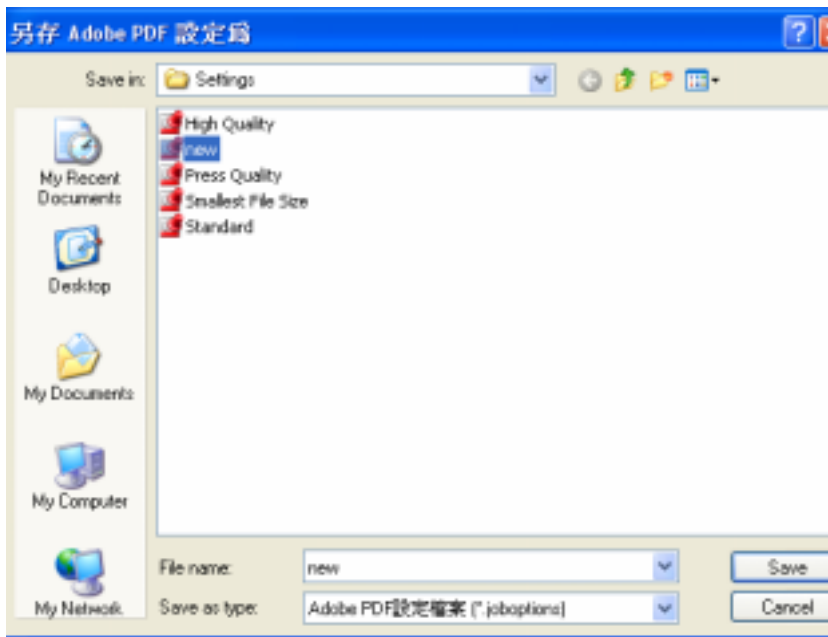 另存 Adobe PDF 設定為
Save in: Settings
High Quality
new
Press Quality
Smallest File Size
Standard
My Recent
Documents
Desktop
My Documents
My Computer
My Network
File name: new
Save
Save as type: Adobe PDF設定檔案 (*.joboptions)
Cancel